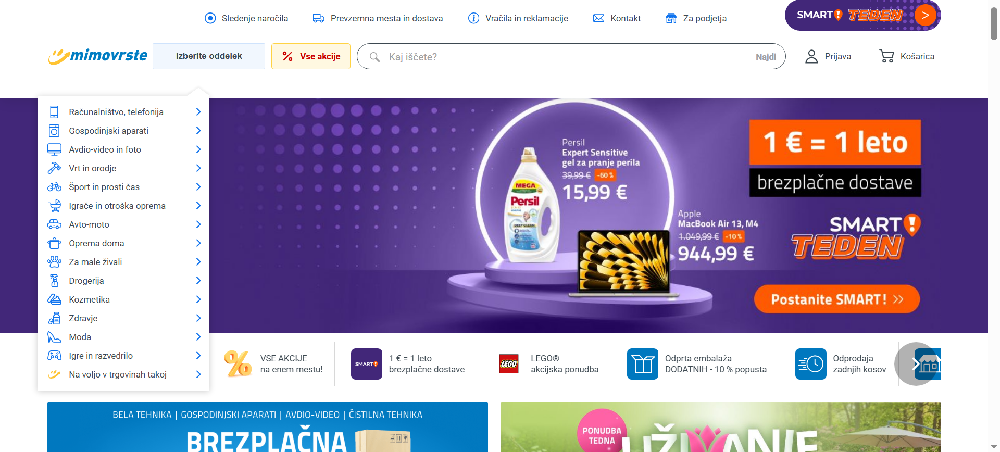 Sledenje naročila
Prevzemna mesta in dostava
Vračila in reklamacije
Kontakt
Za podjetja
SMART! TEDEN >
mimovrste
Izberite oddelek
% Vse akcije
Kaj iščete?
Najdi
Prijava
Košarica
Računalništvo, telefonija
Gospodinjski aparati
Avdio-video in foto
Vrt in orodje
Šport in prosti čas
Igrače in otroška oprema
Avto-moto
Oprema doma
Za male živali
Drogerija
Kozmetika
Zdravje
Moda
Igre in razvedrilo
Na voljo v trgovinah takoj
Persil
Expert Sensitive
gel za pranje perila
39,99 € -60 %
15,99 €
MEGA
Persil
EXPERT
SENSITIVE
DEEP CLEAN
Apple
MacBook Air 13, M4
1.049,99 € -10 %
944,99 €
1 € = 1 leto
brezplačne dostave
SMART!
TEDEN
Postanite SMART! >>
%
VSE AKCIJE
na enem mestu!
SMART!
1 € = 1 leto
brezplačne dostave
LEGO
LEGO®
akcijska ponudba
Odprta embalaža
DODATNIH - 10 % popusta
Odprodaja
zadnjih kosov
BELA TEHNIKA | GOSPODINJSKI APARATI | AVDIO-VIDEO | ČISTILNA TEHNIKA
BREZPLAČNA
PONUDBA
TEDNA
UŽIVANJE